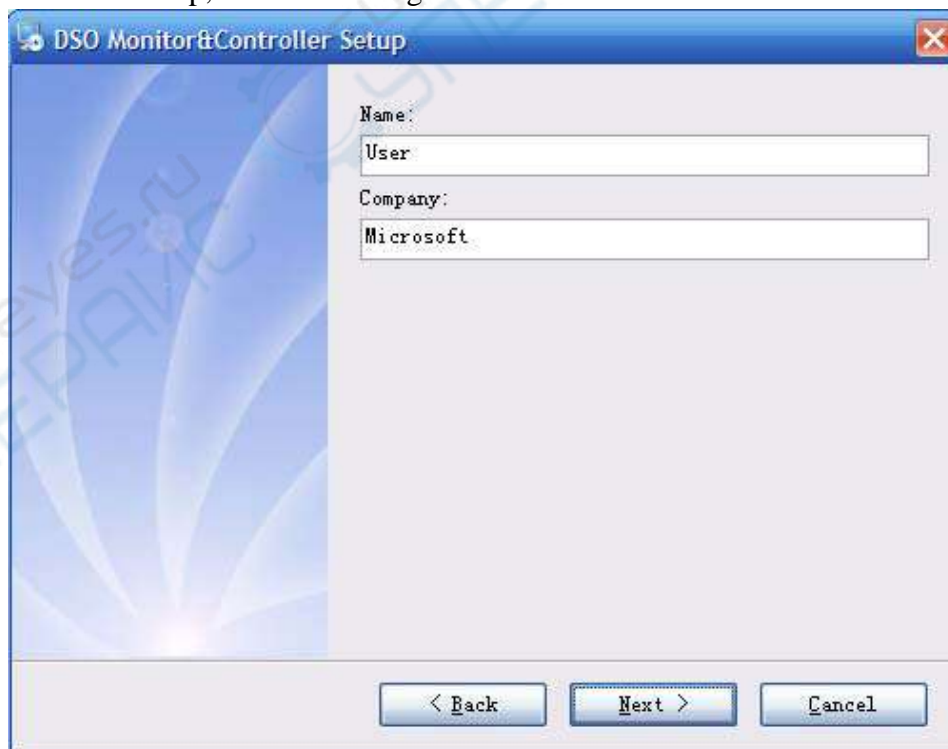 DSO Monitor&Controller Setup
Name:
User
Company:
Microsoft
< Back Next > Cancel